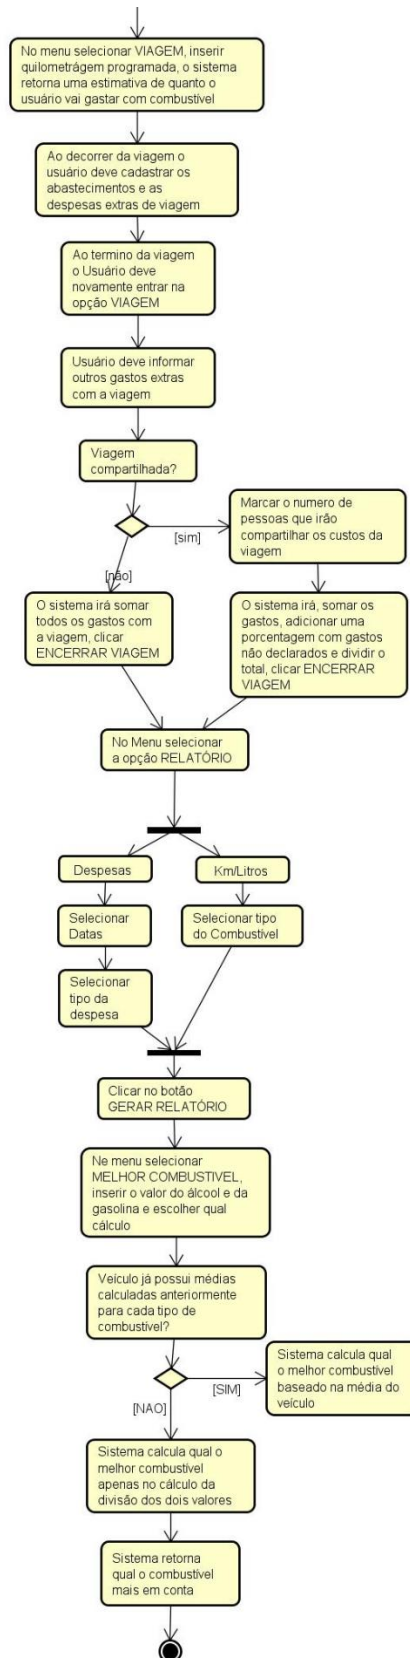 No menu selecionar VIAGEM, inserir
quilometrágem programada, o sistema
retorna uma estimativa de quanto o
usuário vai gastar com combustível
Ao decorrer da viagem o
usuário deve cadastrar os
abastecimentos e as
despesas extras de viagem
Ao termino da viagem
o Usuário deve
novamente entrar na
opção VIAGEM
Usuário deve informar
outros gastos extras
com a viagem
Viagem
compartilhada?
[sim]
Marcar o numero de
pessoas que irão
compartilhar os custos da
viagem
[não]
O sistema irá somar
todos os gastos com
a viagem, clicar
ENCERRAR VIAGEM
O sistema irá, somar os
gastos, adicionar uma
porcentagem com gastos
não declarados e dividir o
total, clicar ENCERRAR
VIAGEM
No Menu selecionar
a opção RELATÓRIO
Despesas
Km/Litros
Selecionar
Datas
Selecionar tipo
do Combustível
Selecionar
tipo da
despesa
Clicar no botão
GERAR RELATÓRIO
Ne menu selecionar
MELHOR COMBUSTIVEL,
inserir o valor do álcool e da
gasolina e escolher qual
cálculo
Veículo já possui médias
calculadas anteriormente
para cada tipo de
combustível?
[SIM]
Sistema calcula qual
o melhor combustível
baseado na média do
veículo
[NAO]
Sistema calcula qual o
melhor combustível
apenas no cálculo da
divisão dos dois valores
Sistema retorna
qual o combustível
mais em conta